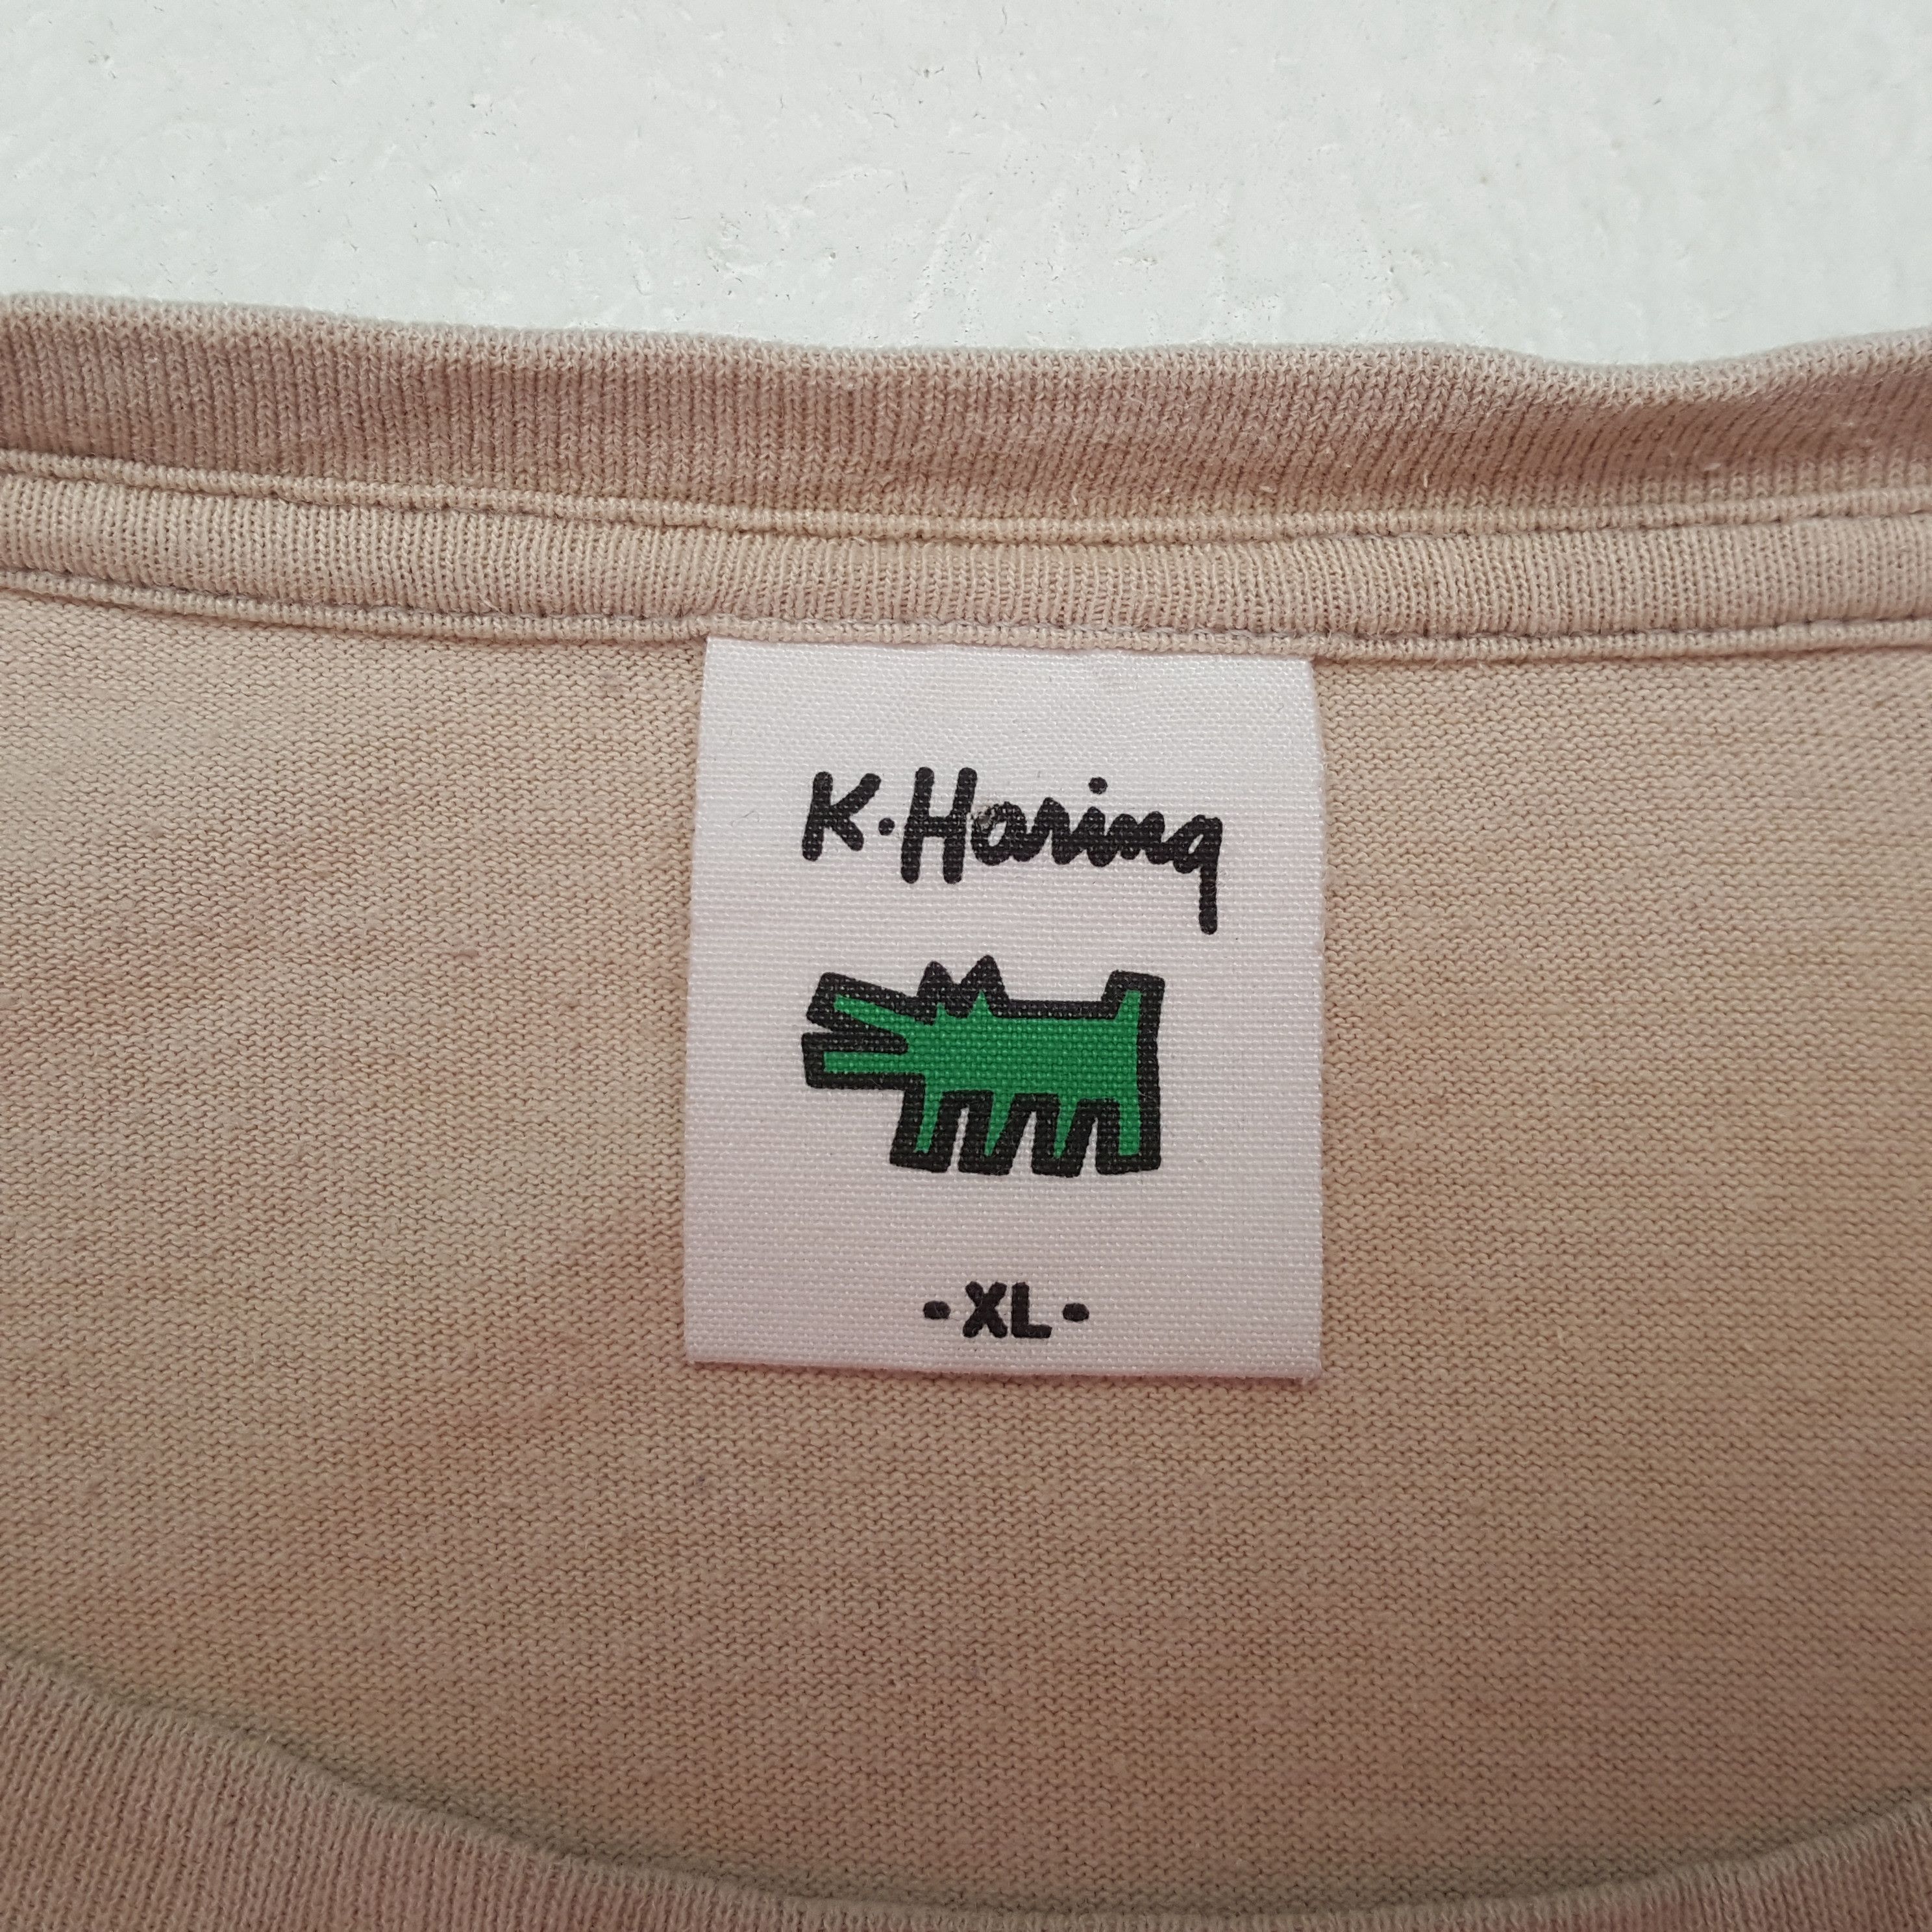 K. Haring
- XL -